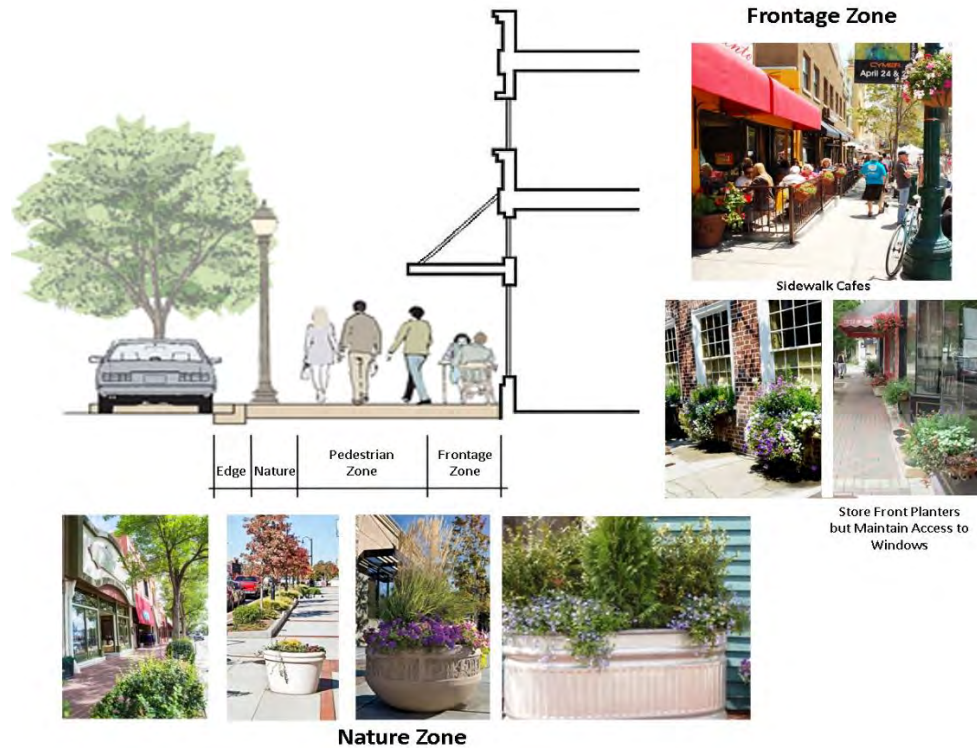 Frontage Zone
CYMER
April 24 &
Sidewalk Cafes
Edge
Nature
Pedestrian
Zone
Frontage
Zone
Store Front Planters
but Maintain Access to
Windows
Nature Zone